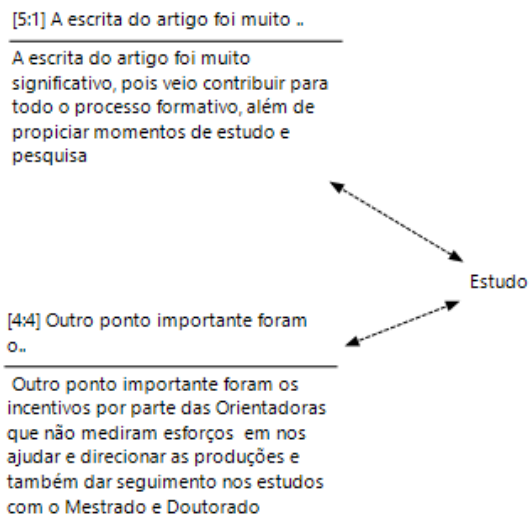 [5:1] A escrita do artigo foi muito ..
A escrita do artigo foi muito
significativo, pois veio contribuir para
todo o processo formativo, além de
propiciar momentos de estudo e
pesquisa
Estudo
[4:4] Outro ponto importante foram
o..
Outro ponto importante foram os
incentivos por parte das Orientadoras
que não mediram esforços em nos
ajudar e direcionar as produções e
também dar seguimento nos estudos
com o Mestrado e Doutorado